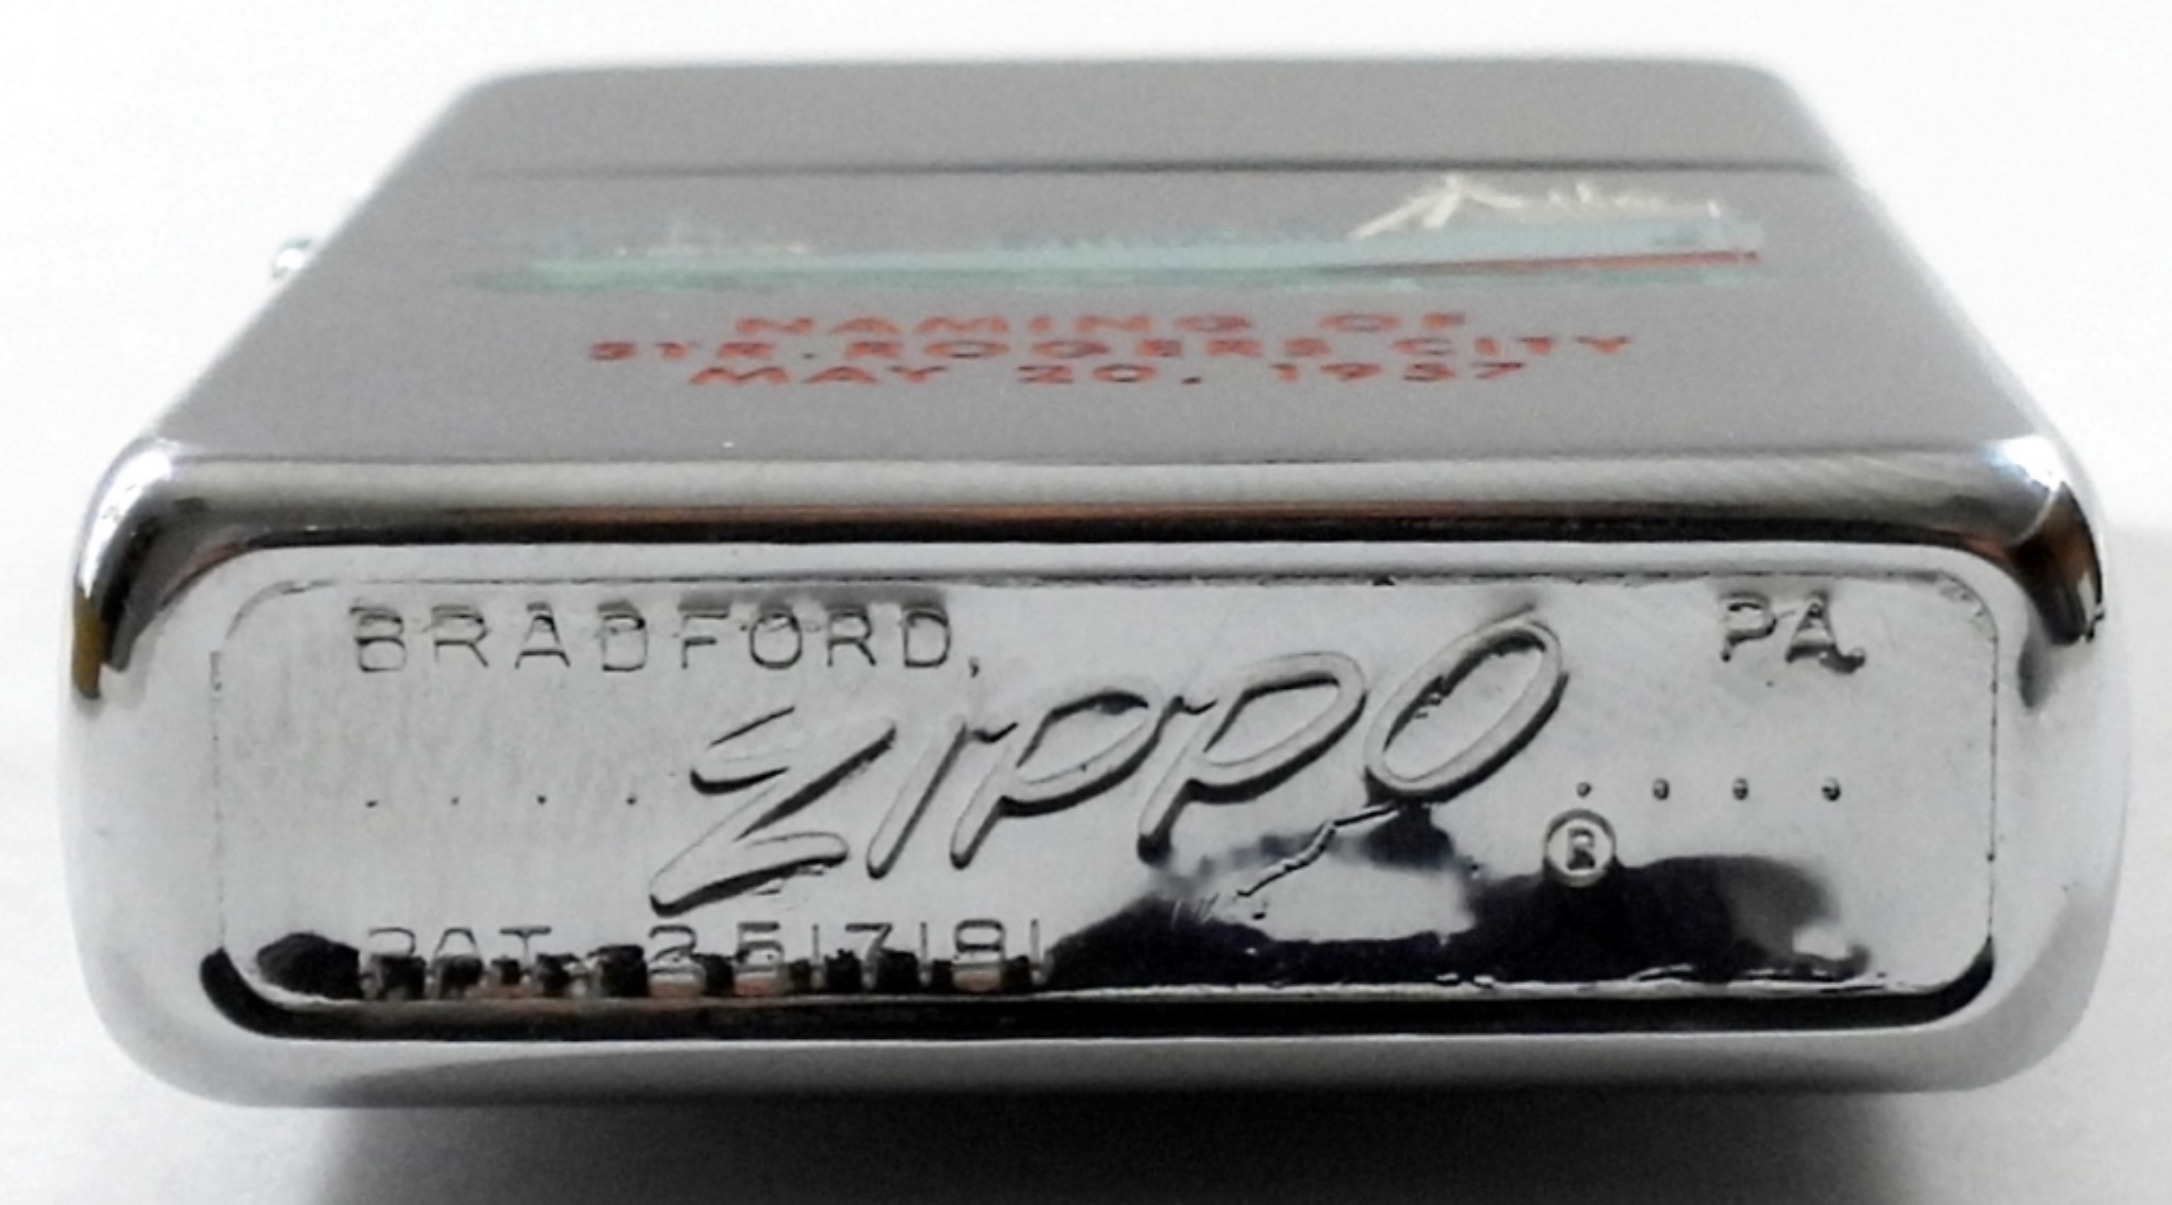 NAMING OF
STR. ROGERS CITY
MAY 20, 1957
BRADFORD, PA.
Zippo ®
PAT. 2517191